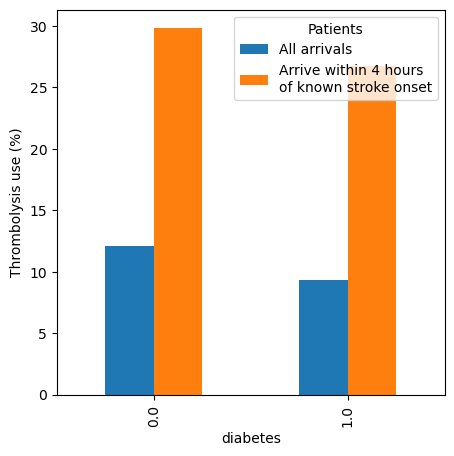 Patients
All arrivals
Arrive within 4 hours
of known stroke onset
Thrombolysis use (%)
30
25
20
15
10
5
0
0.0
1.0
diabetes